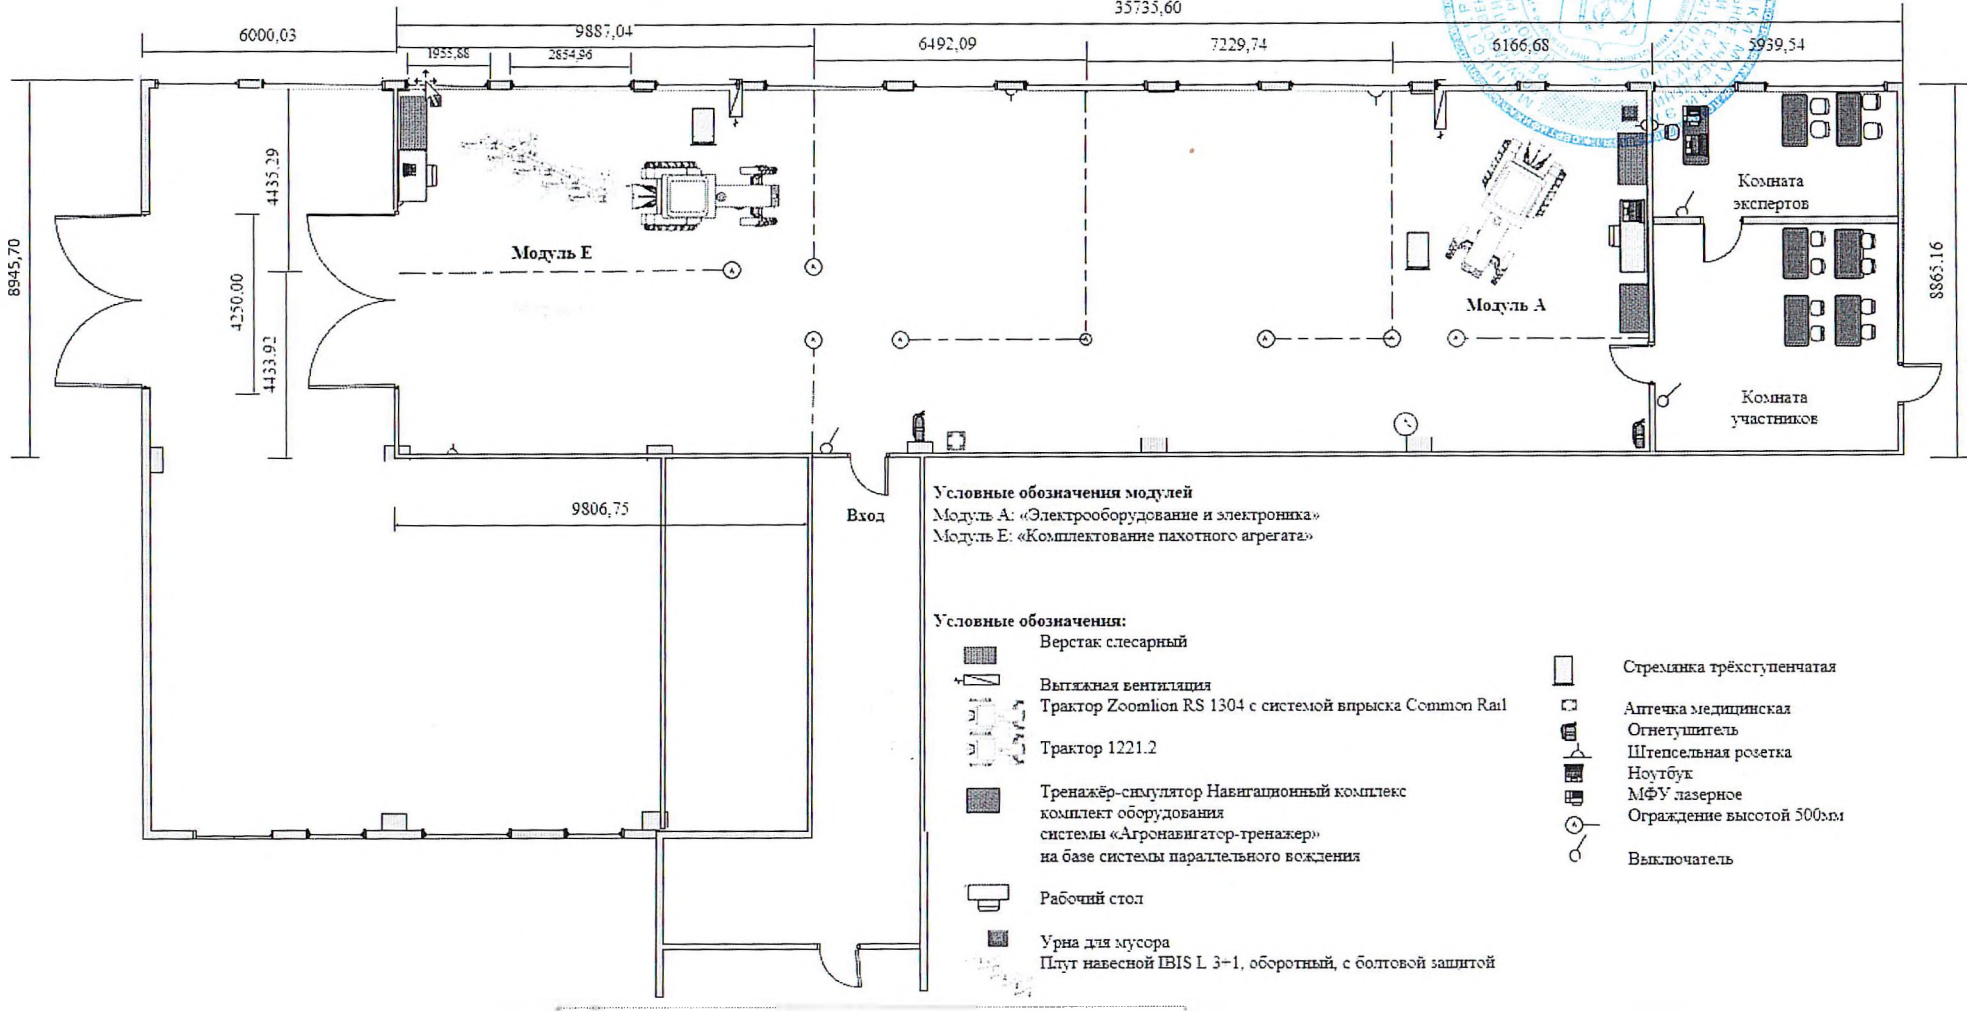 35735,60
6000,03
9887,04
6492,09
7229,74
6166,68
5939,54
1955,88
2854,96
4435.29
8945,70
4250.00
4433.92
8865.16
Модуль Е
Модуль А
Комната
экспертов
Комната
участников
9806,75
Вход
Условные обозначения модулей
Модуль А: «Электрооборудование и электроника»
Модуль Е: «Комплектование пахотного агрегата»
Условные обозначения:
Верстак слесарный
Вытяжная вентиляция
Трактор Zoomlion RS 1304 с системой впрыска Common Rail
Трактор 1221.2
Тренажёр-симулятор Навигационный комплекс
комплект оборудования
системы «Агронавигатор-тренажер»
на базе системы параллельного вождения
Рабочий стол
Урна для мусора
Плуг навесной IBIS L 3+1, оборотный, с болтовой защитой
Стремянка трёхступенчатая
Аптечка медицинская
Огнетушитель
Штепсельная розетка
Ноутбук
МФУ лазерное
Ограждение высотой 500мм
Выключатель